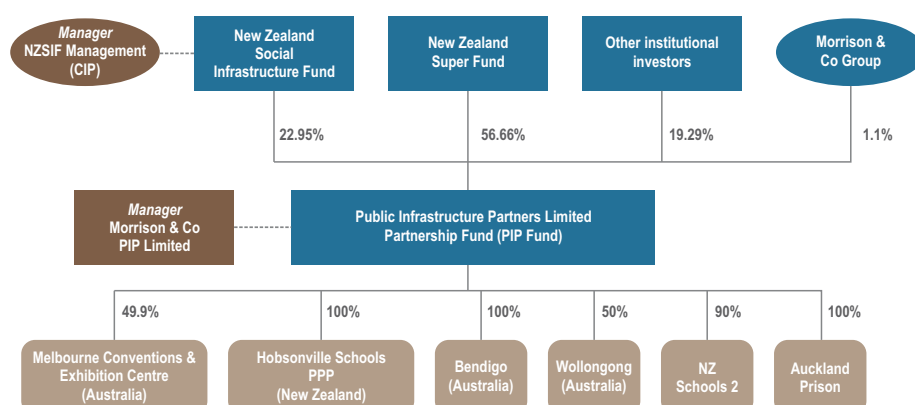 Manager
NZSIF Management
(CIP)
New Zealand
Social
Infrastructure Fund
New Zealand
Super Fund
Other institutional
investors
Morrison &
Co Group
22.95%
56.66%
19.29%
1.1%
Manager
Morrison & Co
PIP Limited
Public Infrastructure Partners Limited
Partnership Fund (PIP Fund)
49.9%
100%
100%
50%
90%
100%
Melbourne Conventions &
Exhibition Centre
(Australia)
Hobsonville Schools
PPP
(New Zealand)
Bendigo
(Australia)
Wollongong
(Australia)
NZ
Schools 2
Auckland
Prison